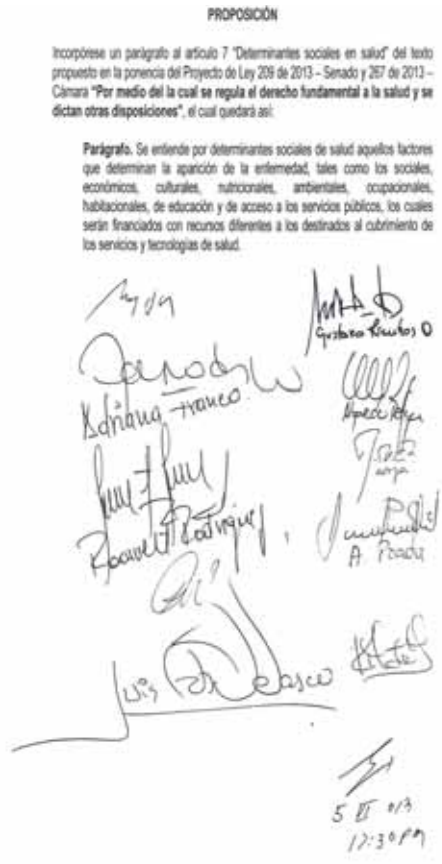 PROPOSICIÓN
Incorpórese un parágrafo al artículo 7 "Determinantes sociales en salud" del texto
propuesto en la ponencia del Proyecto de Ley 209 de 2013 – Senado y 267 de 2013 –
Cámara "Por medio del cual se regula el derecho fundamental a la salud y se
dictan otras disposiciones", el cual quedará así:
Parágrafo. Se entiende por determinantes sociales de salud aquellos factores
que determinan la aparición de la enfermedad, tales como los sociales,
económicos, culturales, nutricionales, ambientales, ocupacionales,
habitacionales, de educación y de acceso a los servicios públicos, los cuales
serán financiados con recursos diferentes a los destinados al cubrimiento de
los servicios y tecnologías de salud.
Gustavo
Adriana Franco
A. Prada
Luis Velasco
5 VI 013
12:30 PM